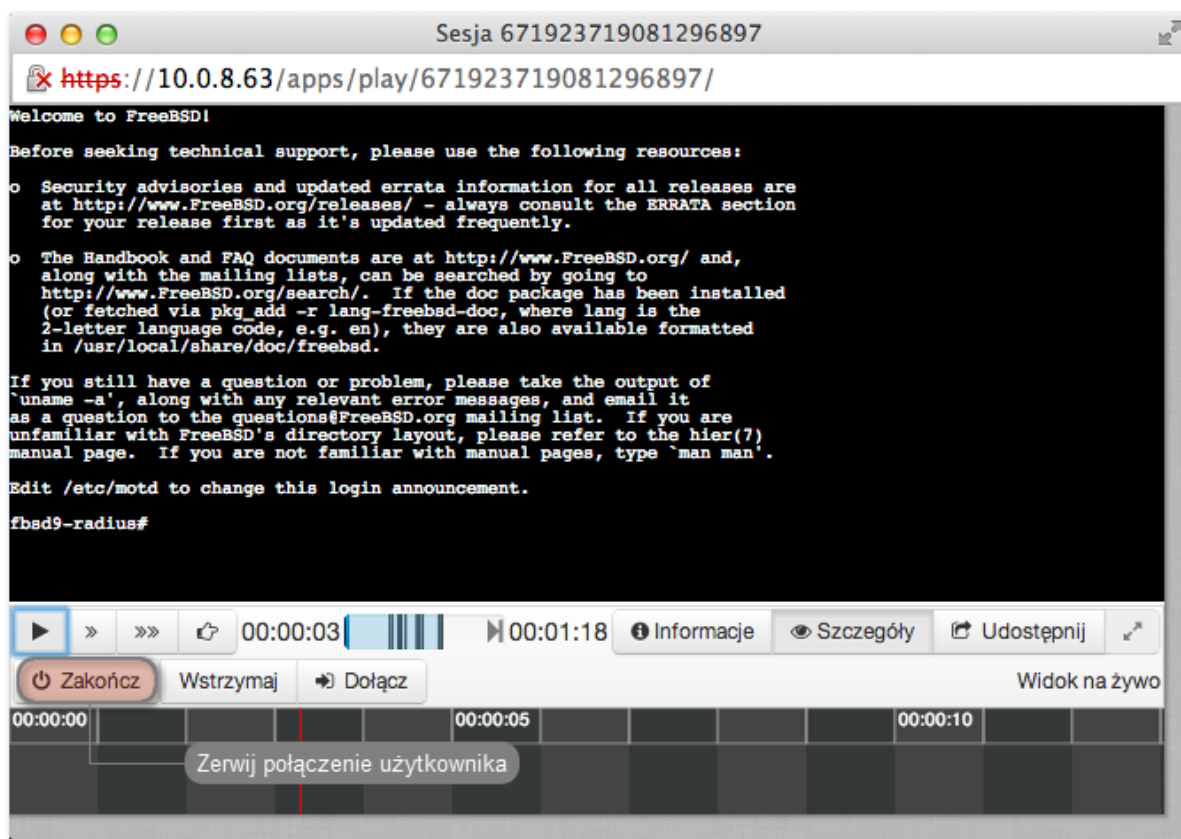 Sesja 671923719081296897
https://10.0.8.63/apps/play/671923719081296897/
Welcome to FreeBSD!
Before seeking technical support, please use the following resources:
o  Security advisories and updated errata information for all releases are
at http://www.FreeBSD.org/releases/ - always consult the ERRATA section
for your release first as it's updated frequently.
o  The Handbook and FAQ documents are at http://www.FreeBSD.org/ and,
along with the mailing lists, can be searched by going to
http://www.FreeBSD.org/search/.  If the doc package has been installed
(or fetched via pkg_add -r lang-freebsd-doc, where lang is the
2-letter language code, e.g. en), they are also available formatted
in /usr/local/share/doc/freebsd.
If you still have a question or problem, please take the output of
`uname -a', along with any relevant error messages, and email it
as a question to the questions@FreeBSD.org mailing list.  If you are
unfamiliar with FreeBSD's directory layout, please refer to the hier(7)
manual page.  If you are not familiar with manual pages, type `man man'.
Edit /etc/motd to change this login announcement.
fbsd9-radius#
00:00:03 00:01:18 Informacje Szczegóły Udostępnij
Zakończ Wstrzymaj Dołącz Widok na żywo
00:00:00 00:00:05 00:00:10
Zerwij połączenie użytkownika